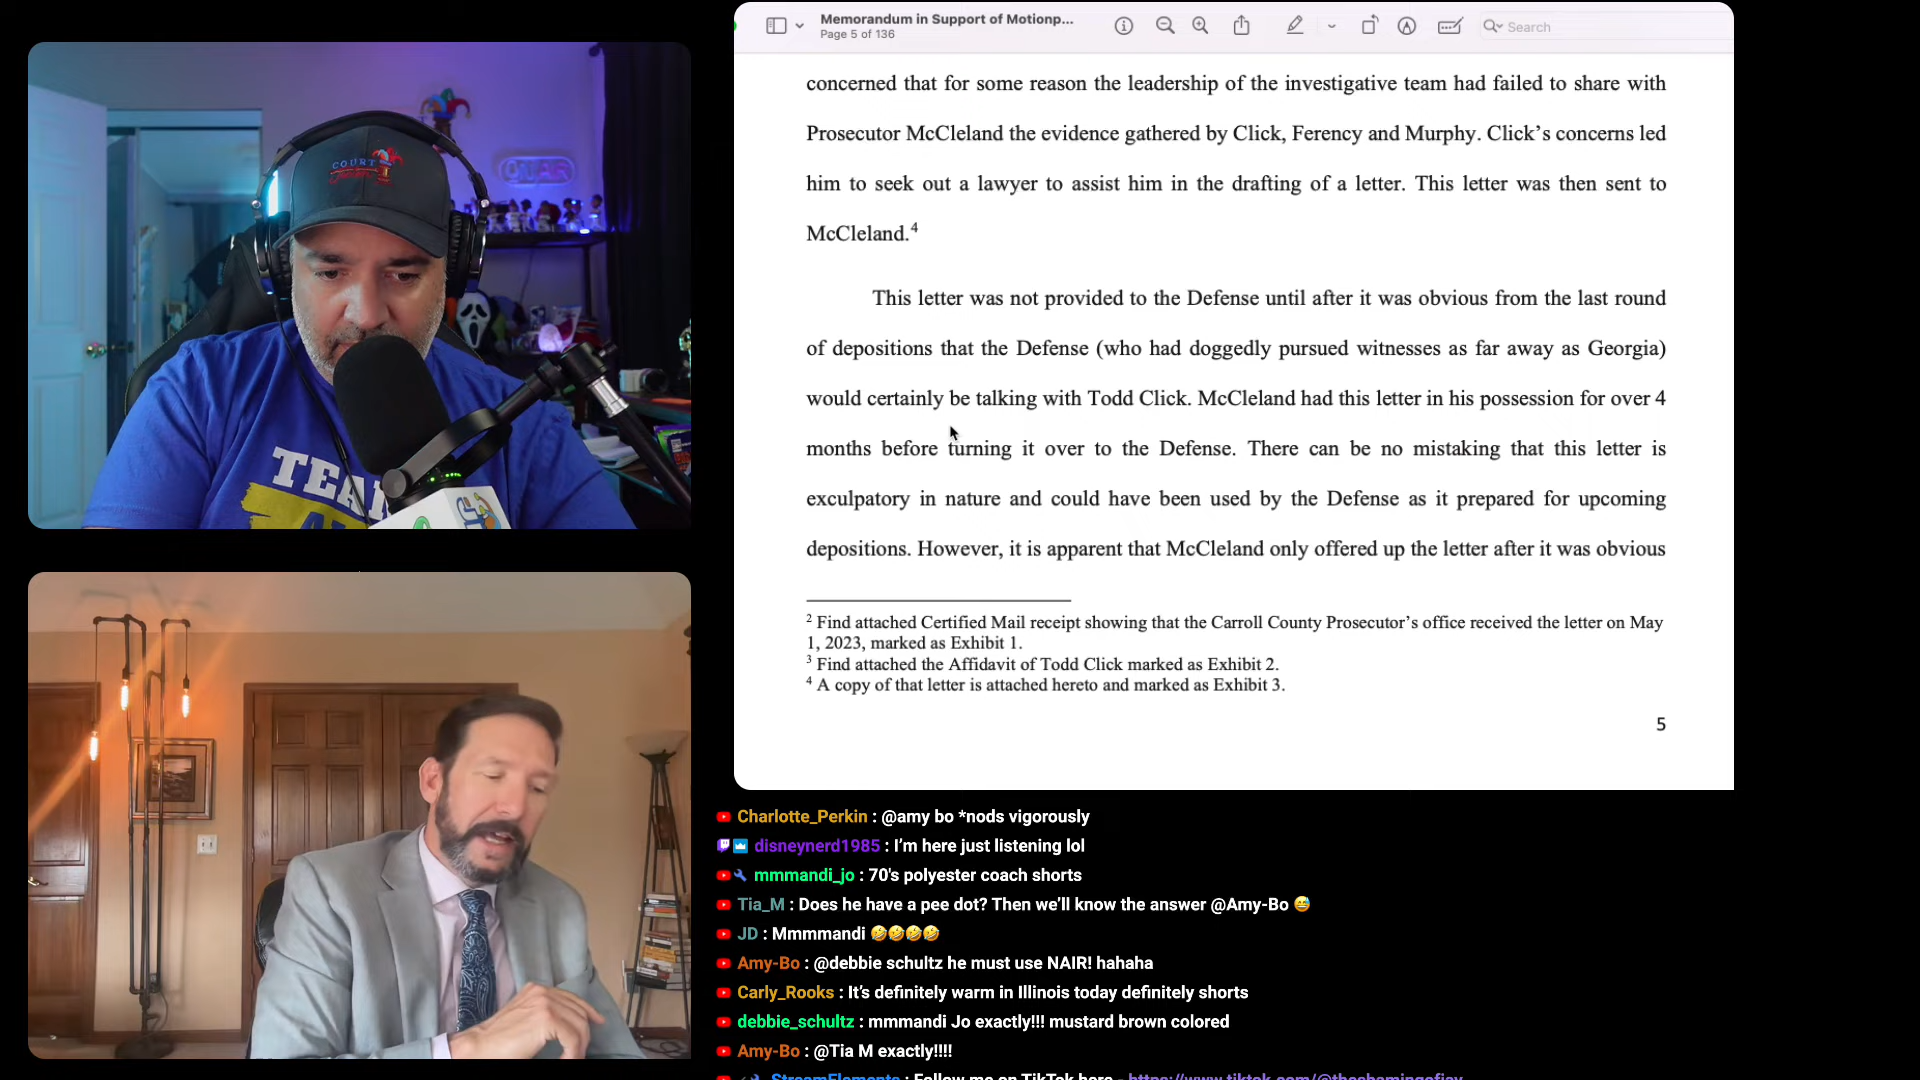 Memorandum in Support of Motionp...
Page 5 of 136
Search
concerned that for some reason the leadership of the investigative team had failed to share with
Prosecutor McCleland the evidence gathered by Click, Ferency and Murphy. Click’s concerns led
him to seek out a lawyer to assist him in the drafting of a letter. This letter was then sent to
McCleland.4
This letter was not provided to the Defense until after it was obvious from the last round
of depositions that the Defense (who had doggedly pursued witnesses as far away as Georgia)
would certainly be talking with Todd Click. McCleland had this letter in his possession for over 4
months before turning it over to the Defense. There can be no mistaking that this letter is
exculpatory in nature and could have been used by the Defense as it prepared for upcoming
depositions. However, it is apparent that McCleland only offered up the letter after it was obvious
2 Find attached Certified Mail receipt showing that the Carroll County Prosecutor’s office received the letter on May
1, 2023, marked as Exhibit 1.
3 Find attached the Affidavit of Todd Click marked as Exhibit 2.
4 A copy of that letter is attached hereto and marked as Exhibit 3.
5
COURT
TEAM
Charlotte_Perkin : @amy bo *nods vigorously
disneynerd1985 : I’m here just listening lol
mmmandi_jo : 70's polyester coach shorts
Tia_M : Does he have a pee dot? Then we’ll know the answer @Amy-Bo 😅
JD : Mmmmandi 🤣🤣🤣🤣
Amy-Bo : @debbie schultz he must use NAIR! hahaha
Carly_Rooks : It’s definitely warm in Illinois today definitely shorts
debbie_schultz : mmmandi Jo exactly!!! mustard brown colored
Amy-Bo : @Tia M exactly!!!!
StreamElements : Follow me on TikTok here - https://www.tiktok.com/@theshamingofjay